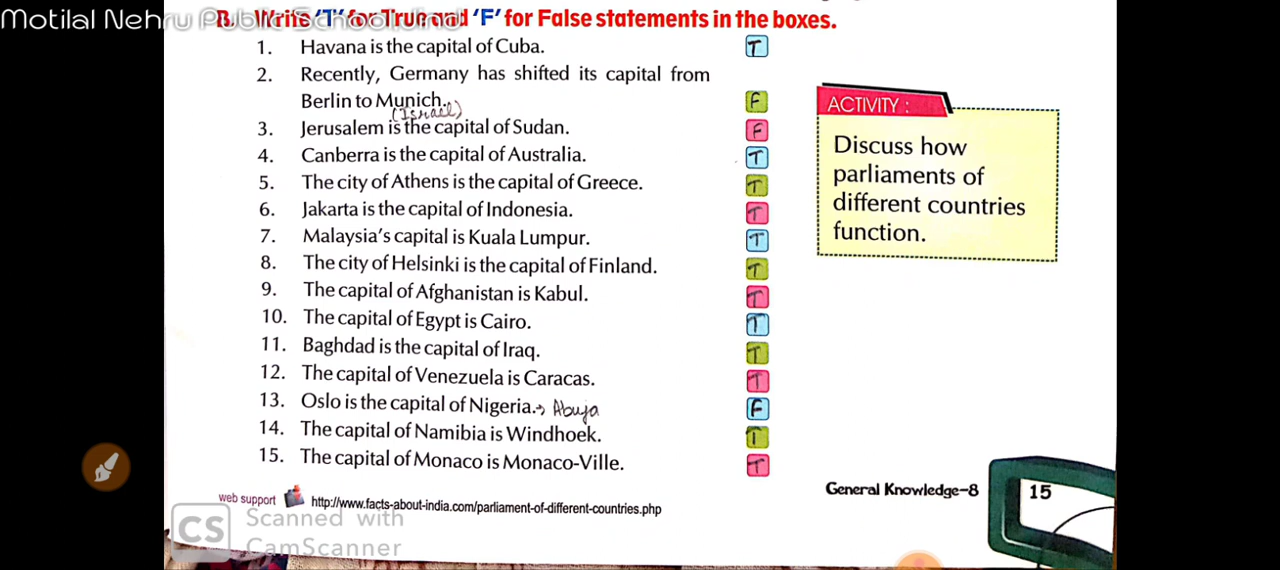 Motilal Nehru Public School Jind
B. Write ‘T’ for True and ‘F’ for False statements in the boxes.
1. Havana is the capital of Cuba. T
2. Recently, Germany has shifted its capital from
Berlin to Munich. F
(Israel)
3. Jerusalem is the capital of Sudan. F
4. Canberra is the capital of Australia. T
5. The city of Athens is the capital of Greece. T
6. Jakarta is the capital of Indonesia. T
7. Malaysia’s capital is Kuala Lumpur. T
8. The city of Helsinki is the capital of Finland. T
9. The capital of Afghanistan is Kabul. T
10. The capital of Egypt is Cairo. T
11. Baghdad is the capital of Iraq. T
12. The capital of Venezuela is Caracas. T
13. Oslo is the capital of Nigeria. → Abuja F
14. The capital of Namibia is Windhoek. T
15. The capital of Monaco is Monaco-Ville. T
ACTIVITY :
Discuss how
parliaments of
different countries
function.
web support http://www.facts-about-india.com/parliament-of-different-countries.php
General Knowledge–8 15
CS Scanned with
CamScanner